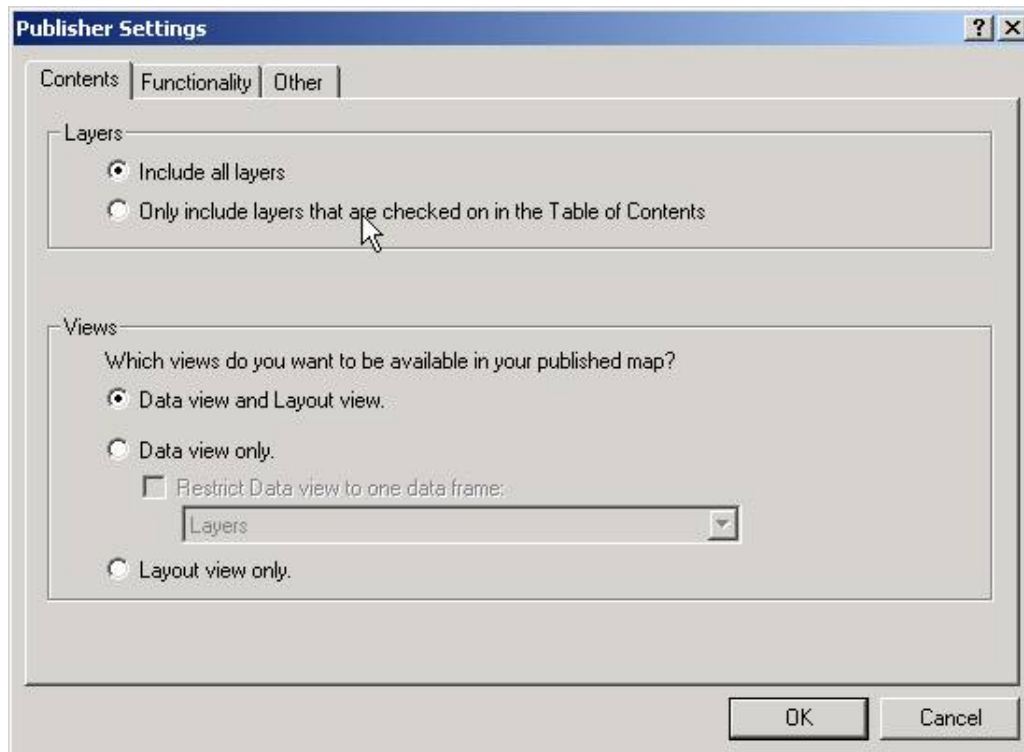 Publisher Settings
Contents Functionality Other
Layers
Include all layers
Only include layers that are checked on in the Table of Contents
Views
Which views do you want to be available in your published map?
Data view and Layout view.
Data view only.
Restrict Data view to one data frame:
Layers
Layout view only.
OK Cancel